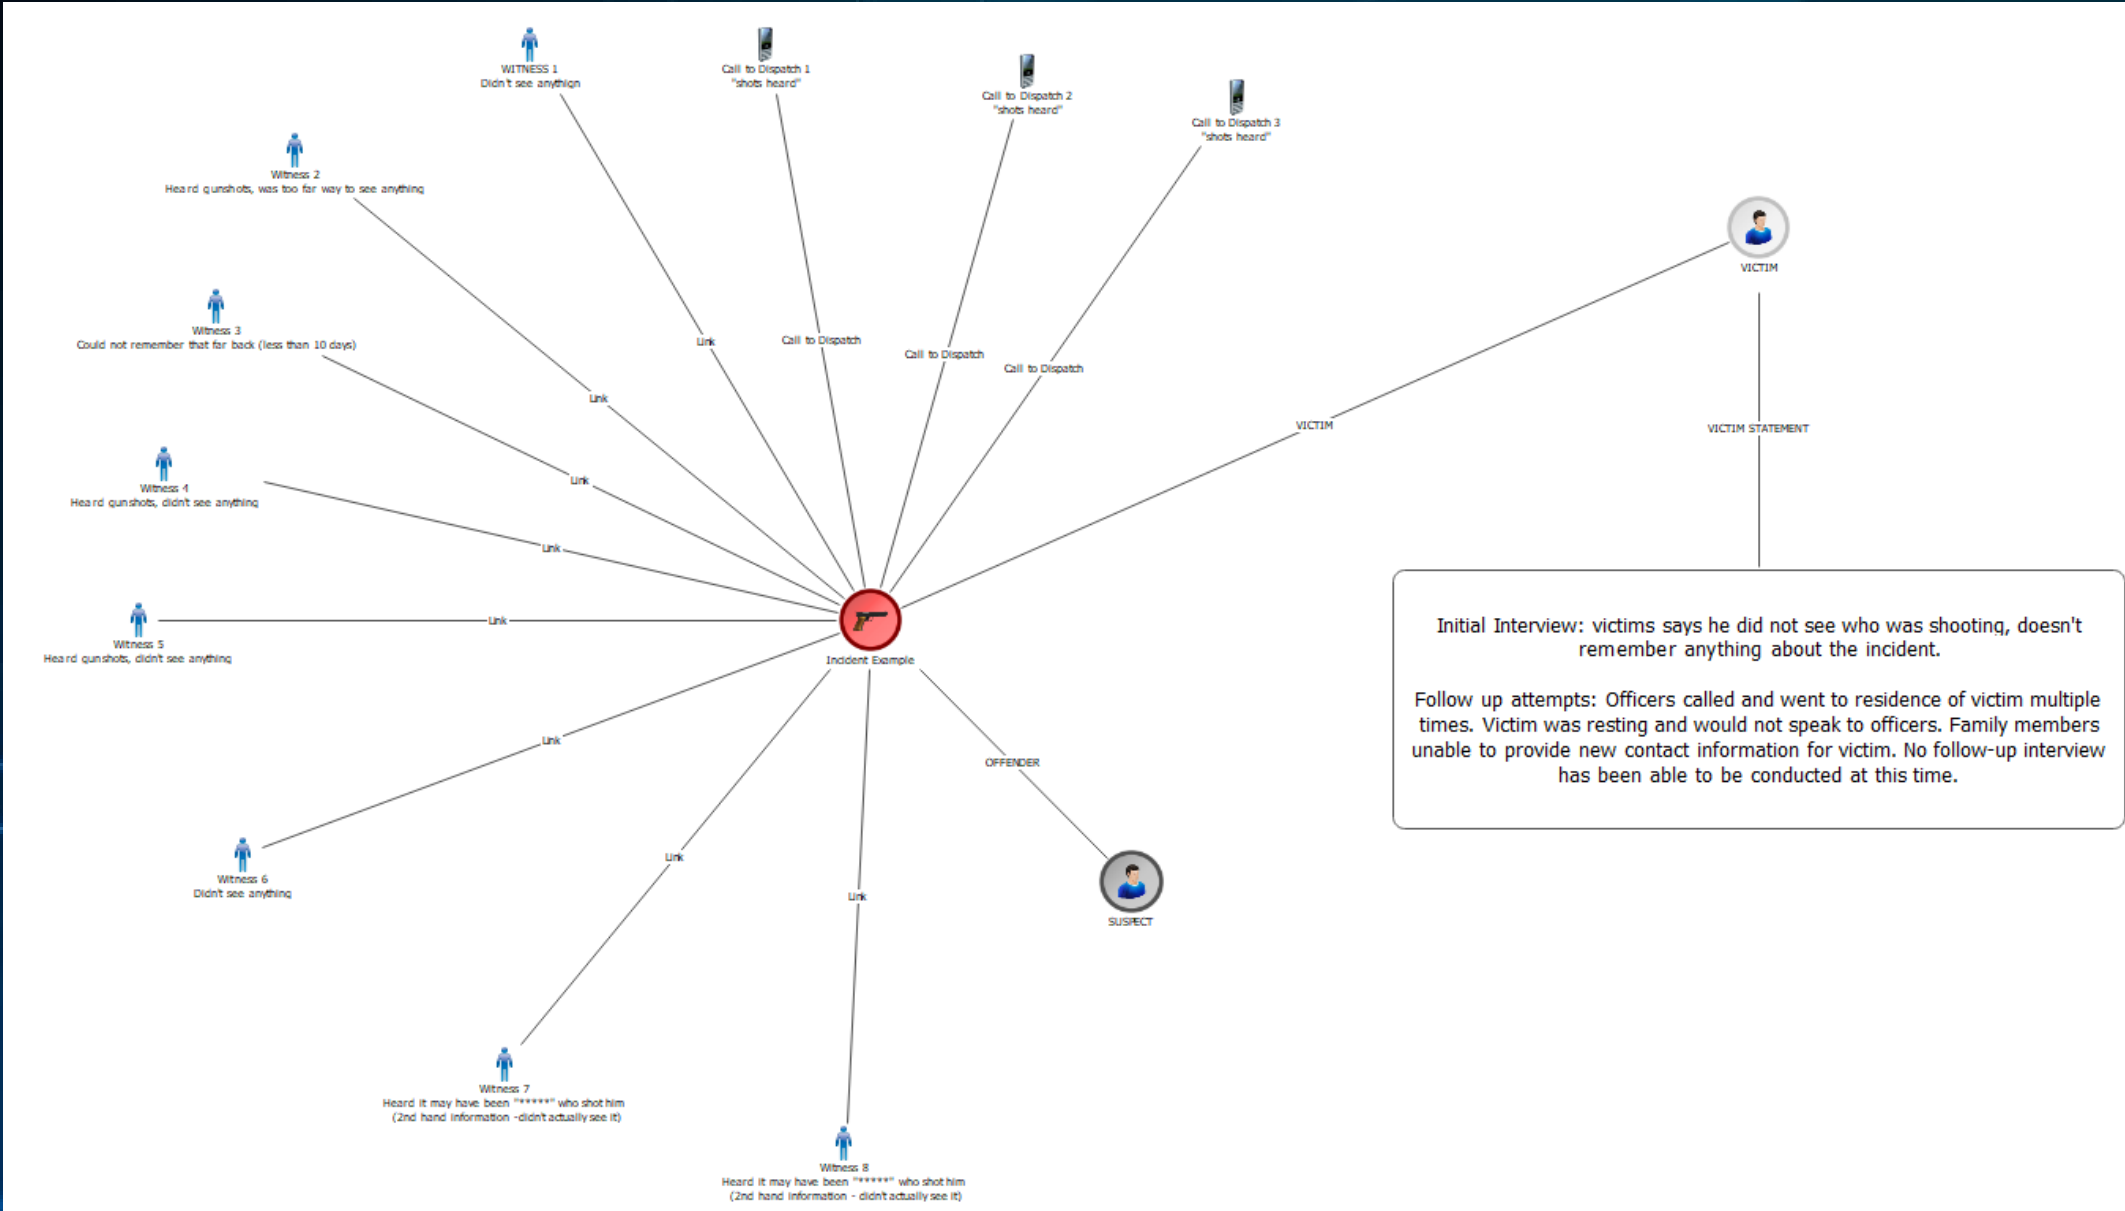 WITNESS 1
Didn't see anythign
Call to Dispatch 1
"shots heard"
Call to Dispatch 2
"shots heard"
Call to Dispatch 3
"shots heard"
Witness 2
Heard gunshots, was too far way to see anything
VICTIM
Witness 3
Could not remember that far back (less than 10 days)
Link
Call to Dispatch
Call to Dispatch
Call to Dispatch
Link
VICTIM
VICTIM STATEMENT
Link
Witness 4
Heard gunshots, didn't see anything
Link
Witness 5
Heard gunshots, didn't see anything
Link
Incident Example
Initial Interview: victims says he did not see who was shooting, doesn't
remember anything about the incident.
Follow up attempts: Officers called and went to residence of victim multiple
times. Victim was resting and would not speak to officers. Family members
unable to provide new contact information for victim. No follow-up interview
has been able to be conducted at this time.
Link
OFFENDER
Link
Witness 6
Didn't see anything
Link
SUSPECT
Witness 7
Heard it may have been "*****" who shot him
(2nd hand information -didn't actually see it)
Witness 8
Heard it may have been "*****" who shot him
(2nd hand information - didn't actually see it)